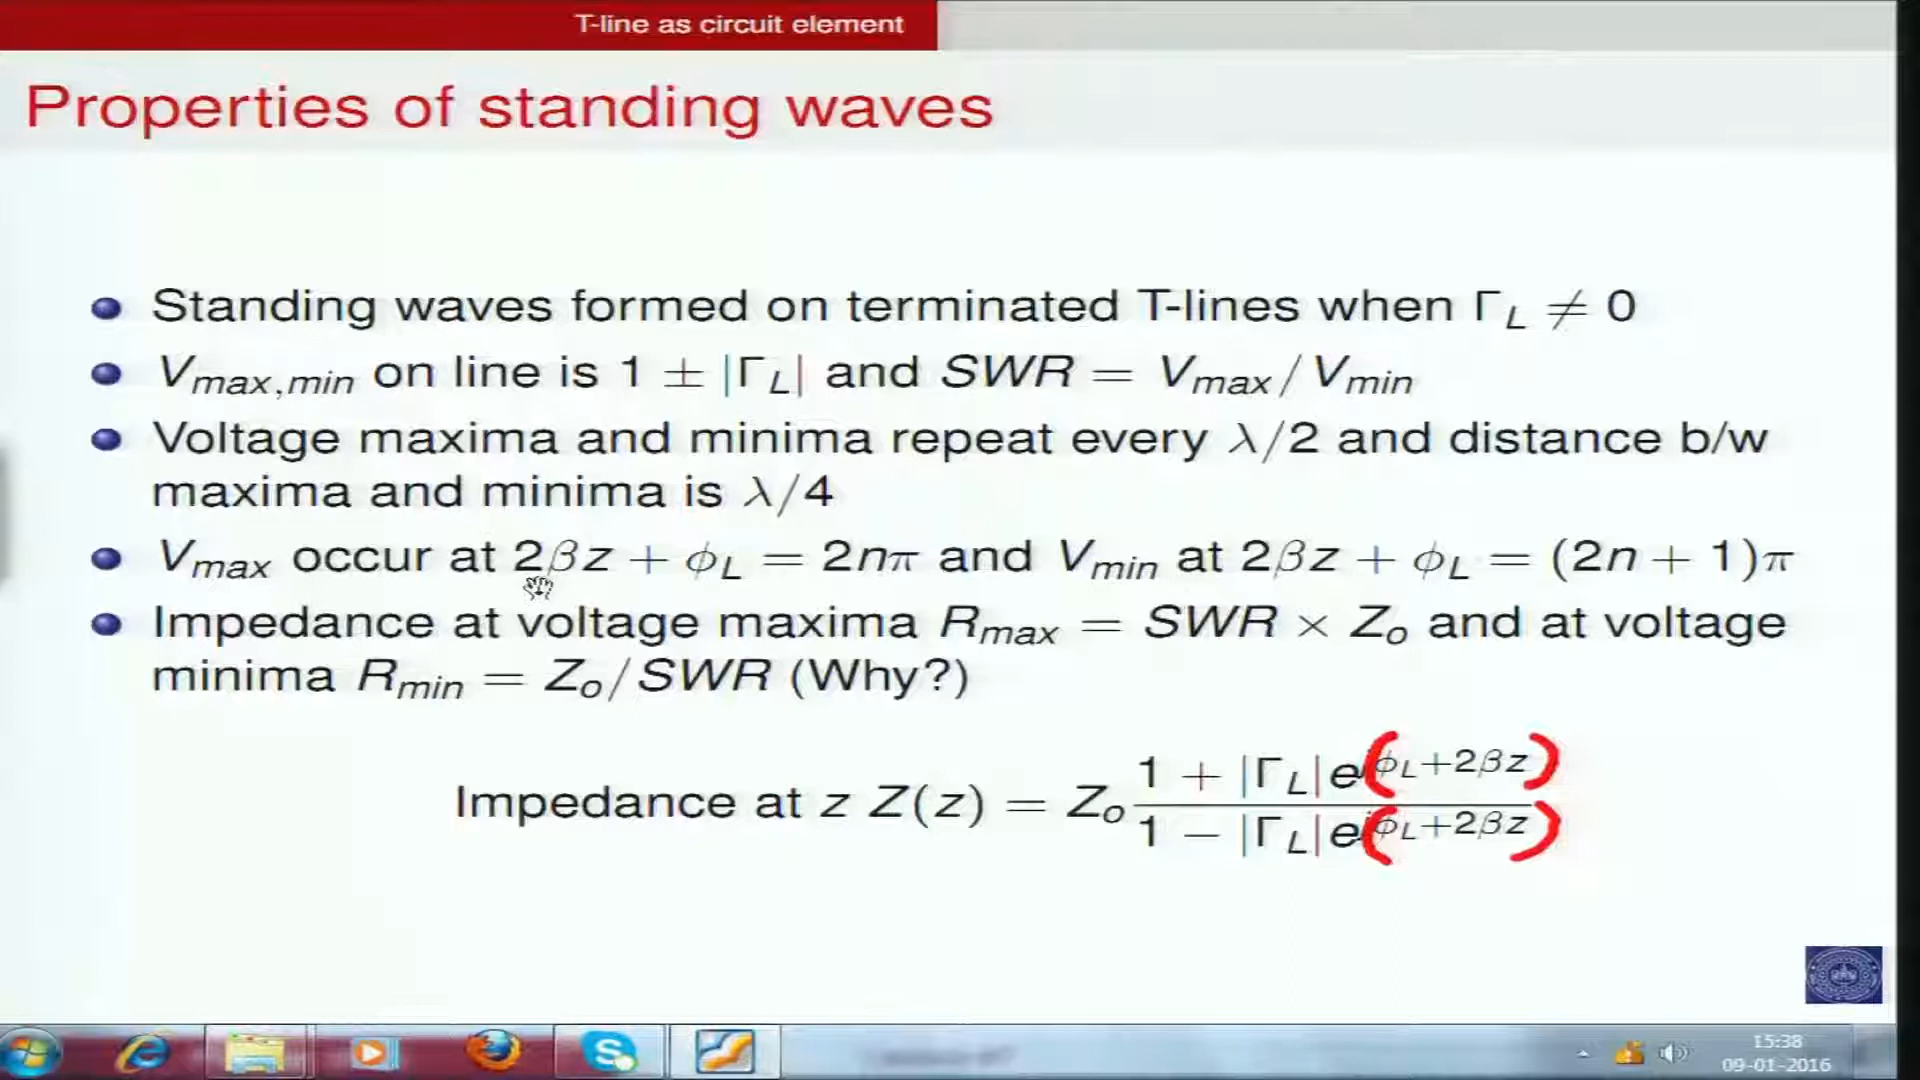 T-line as circuit element
Properties of standing waves
Standing waves formed on terminated T-lines when Γ_L ≠ 0
V_max,min on line is 1 ± |Γ_L| and SWR = V_max / V_min
Voltage maxima and minima repeat every λ/2 and distance b/w
maxima and minima is λ/4
V_max occur at 2βz + ϕ_L = 2nπ and V_min at 2βz + ϕ_L = (2n + 1)π
Impedance at voltage maxima R_max = SWR × Z_o and at voltage
minima R_min = Z_o/SWR (Why?)
Impedance at z Z(z) = Z_o (1 + |Γ_L|e^j(ϕ_L+2βz)) / (1 − |Γ_L|e^j(ϕ_L+2βz))
15:38
09-01-2016